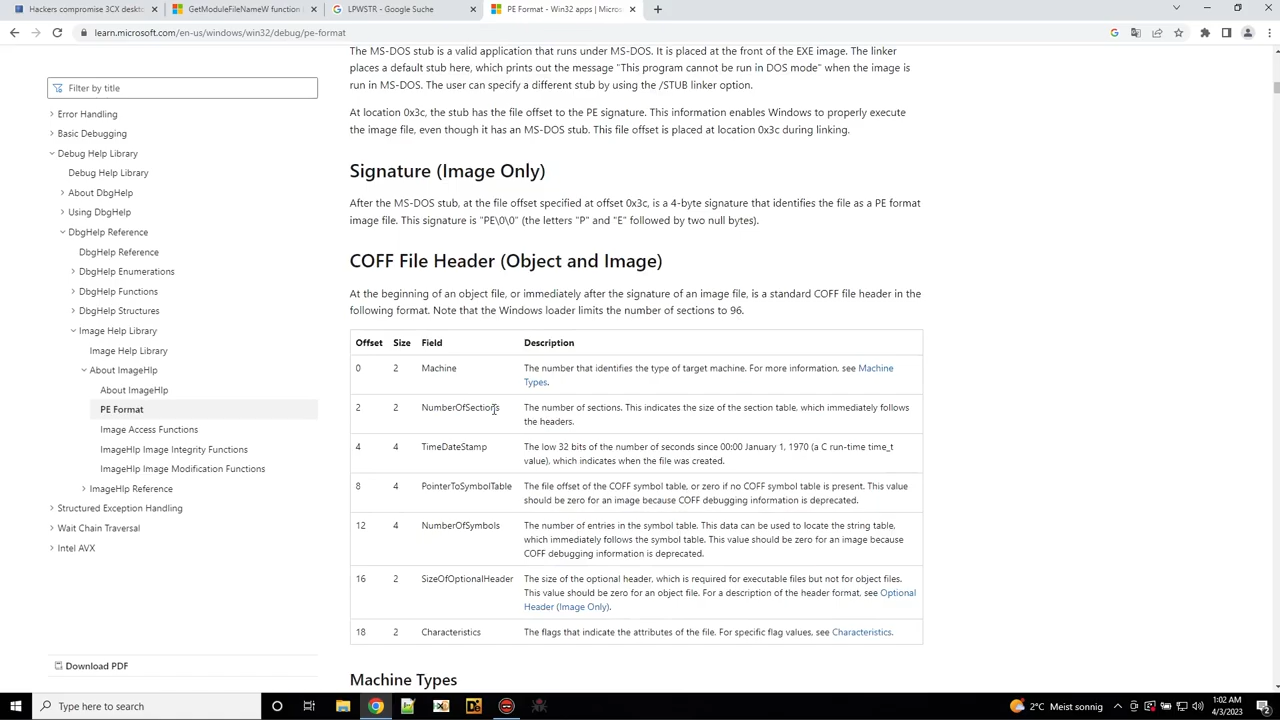 Hackers compromise 3CX deskto
GetModuleFileNameW function l
LPWSTR - Google Suche
PE Format - Win32 apps | Micros
learn.microsoft.com/en-us/windows/win32/debug/pe-format
Filter by title
Error Handling
Basic Debugging
Debug Help Library
Debug Help Library
About DbgHelp
Using DbgHelp
DbgHelp Reference
DbgHelp Reference
DbgHelp Enumerations
DbgHelp Functions
DbgHelp Structures
Image Help Library
Image Help Library
About ImageHlp
About ImageHlp
PE Format
Image Access Functions
ImageHlp Image Integrity Functions
ImageHlp Image Modification Functions
ImageHlp Reference
Structured Exception Handling
Wait Chain Traversal
Intel AVX
Download PDF
The MS-DOS stub is a valid application that runs under MS-DOS. It is placed at the front of the EXE image. The linker
places a default stub here, which prints out the message "This program cannot be run in DOS mode" when the image is
run in MS-DOS. The user can specify a different stub by using the /STUB linker option.
At location 0x3c, the stub has the file offset to the PE signature. This information enables Windows to properly execute
the image file, even though it has an MS-DOS stub. This file offset is placed at location 0x3c during linking.
Signature (Image Only)
After the MS-DOS stub, at the file offset specified at offset 0x3c, is a 4-byte signature that identifies the file as a PE format
image file. This signature is "PE\0\0" (the letters "P" and "E" followed by two null bytes).
COFF File Header (Object and Image)
At the beginning of an object file, or immediately after the signature of an image file, is a standard COFF file header in the
following format. Note that the Windows loader limits the number of sections to 96.
Offset Size Field Description
0 2 Machine The number that identifies the type of target machine. For more information, see Machine
Types.
2 2 NumberOfSections The number of sections. This indicates the size of the section table, which immediately follows
the headers.
4 4 TimeDateStamp The low 32 bits of the number of seconds since 00:00 January 1, 1970 (a C run-time time_t
value), which indicates when the file was created.
8 4 PointerToSymbolTable The file offset of the COFF symbol table, or zero if no COFF symbol table is present. This value
should be zero for an image because COFF debugging information is deprecated.
12 4 NumberOfSymbols The number of entries in the symbol table. This data can be used to locate the string table,
which immediately follows the symbol table. This value should be zero for an image because
COFF debugging information is deprecated.
16 2 SizeOfOptionalHeader The size of the optional header, which is required for executable files but not for object files.
This value should be zero for an object file. For a description of the header format, see Optional
Header (Image Only).
18 2 Characteristics The flags that indicate the attributes of the file. For specific flag values, see Characteristics.
Machine Types
Type here to search
2°C Meist sonnig
1:02 AM
4/3/2023